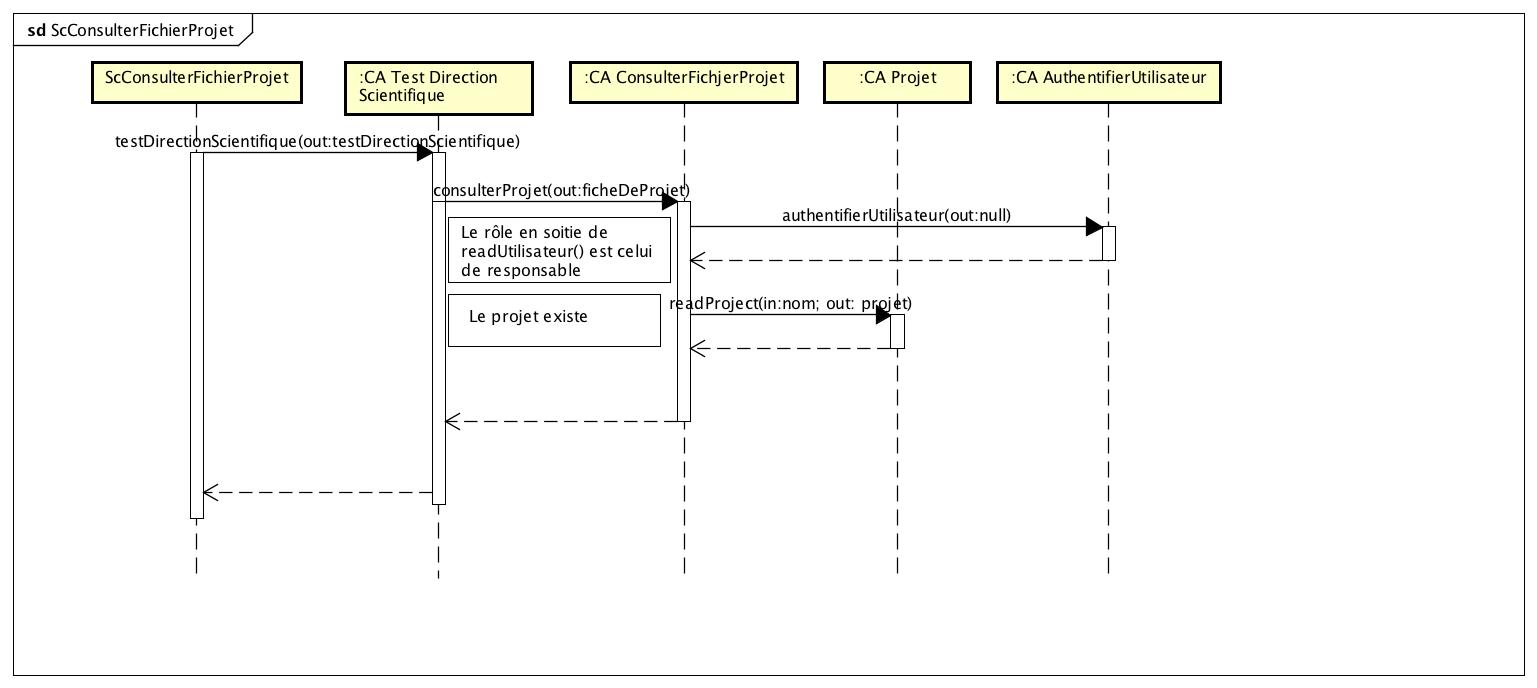 sd ScConsulterFichierProjet
ScConsulterFichierProjet
:CA Test Direction
Scientifique
:CA ConsulterFichjerProjet
:CA Projet
:CA AuthentifierUtilisateur
testDirectionScientifique(out:testDirectionScientifique)
consulterProjet(out:ficheDeProjet)
authentifierUtilisateur(out:null)
Le rôle en soitie de
readUtilisateur() est celui
de responsable
readProject(in:nom; out: projet)
Le projet existe